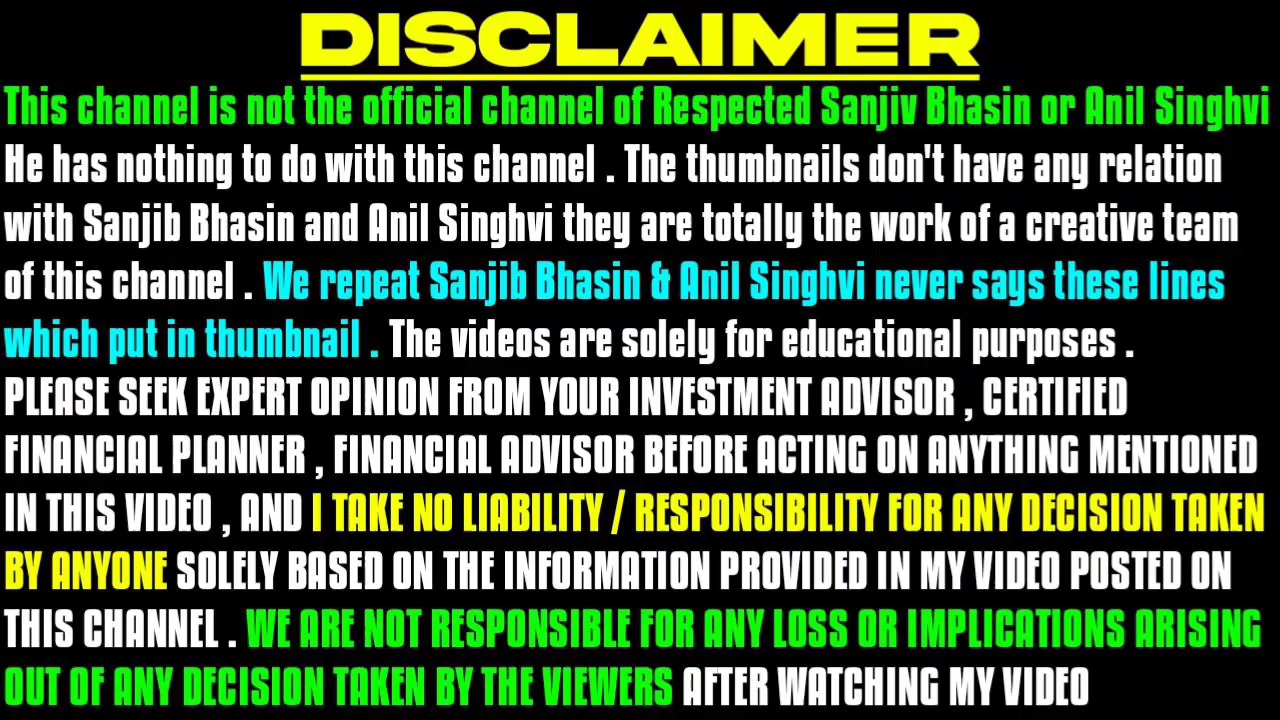 DISCLAIMER
This channel is not the official channel of Respected Sanjiv Bhasin or Anil Singhvi
He has nothing to do with this channel . The thumbnails don't have any relation
with Sanjib Bhasin and Anil Singhvi they are totally the work of a creative team
of this channel . We repeat Sanjib Bhasin & Anil Singhvi never says these lines
which put in thumbnail . The videos are solely for educational purposes .
PLEASE SEEK EXPERT OPINION FROM YOUR INVESTMENT ADVISOR , CERTIFIED
FINANCIAL PLANNER , FINANCIAL ADVISOR BEFORE ACTING ON ANYTHING MENTIONED
IN THIS VIDEO , AND I TAKE NO LIABILITY / RESPONSIBILITY FOR ANY DECISION TAKEN
BY ANYONE SOLELY BASED ON THE INFORMATION PROVIDED IN MY VIDEO POSTED ON
THIS CHANNEL . WE ARE NOT RESPONSIBLE FOR ANY LOSS OR IMPLICATIONS ARISING
OUT OF ANY DECISION TAKEN BY THE VIEWERS AFTER WATCHING MY VIDEO